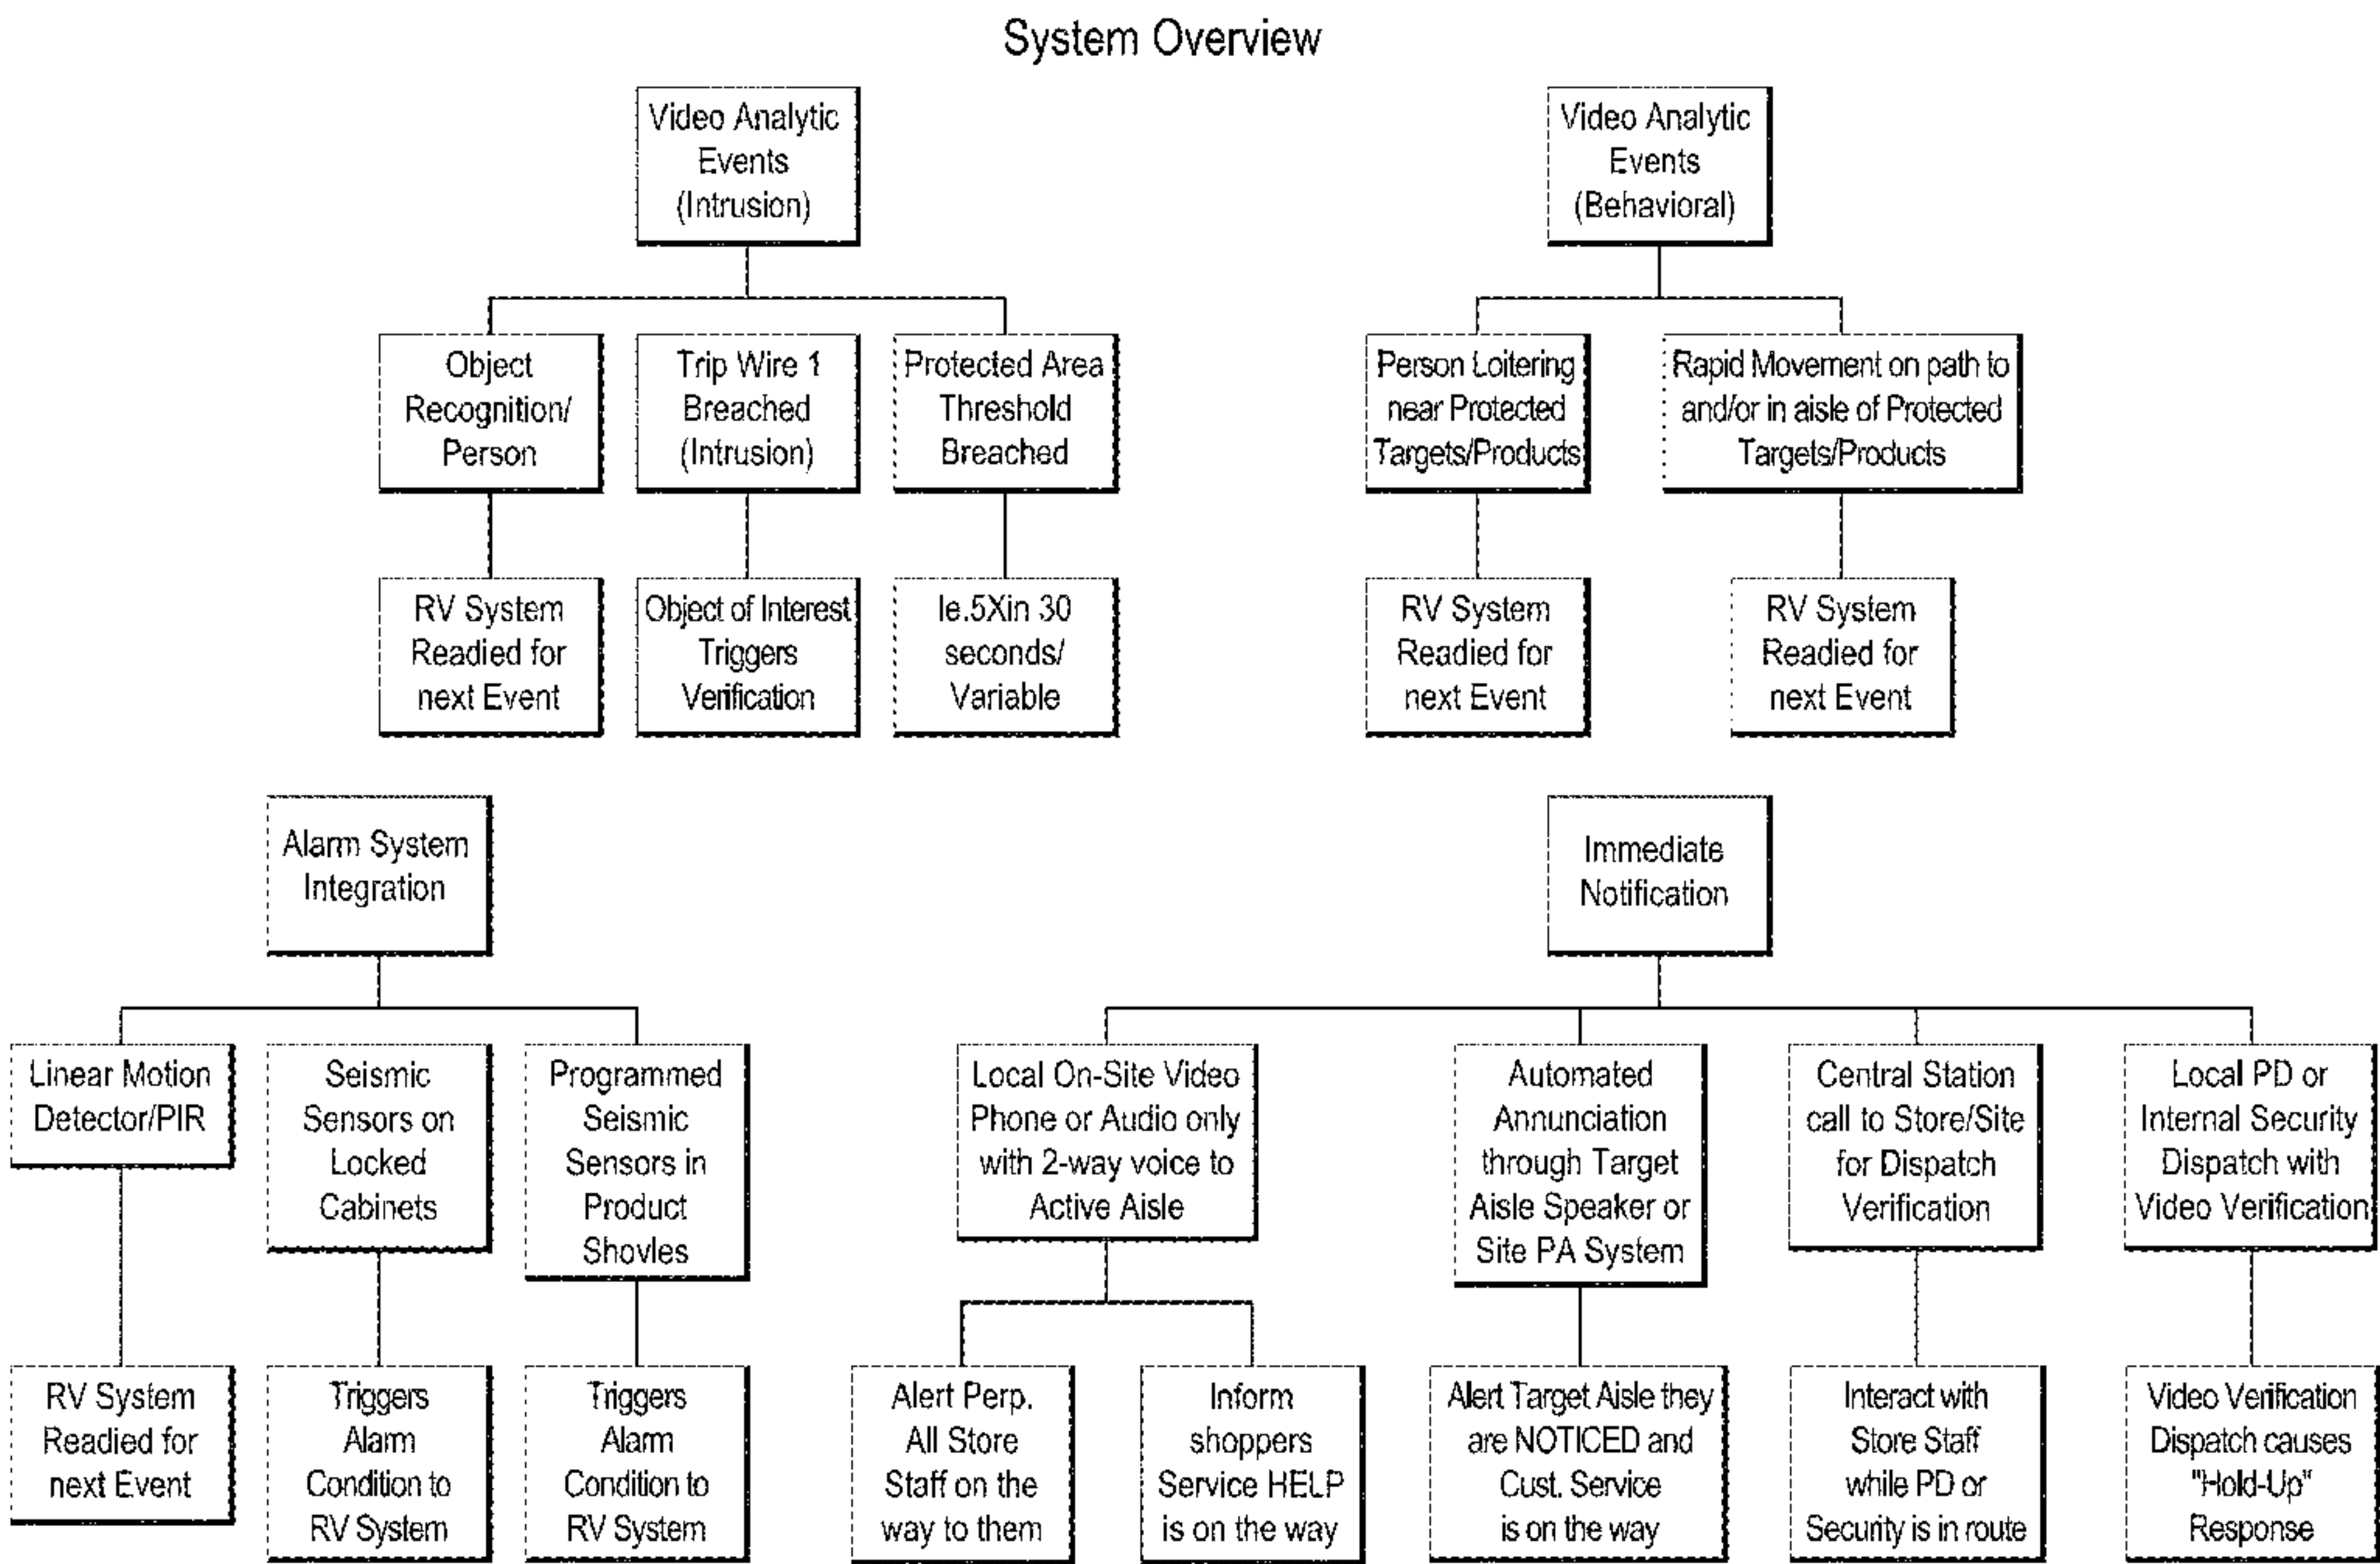 System Overview
Video Analytic
Events
(Intrusion)
Video Analytic
Events
(Behavioral)
Object
Recognition/
Person
Trip Wire 1
Breached
(Intrusion)
Protected Area
Threshold
Breached
Person Loitering
near Protected
Targets/Products
Rapid Movement on path to
and/or in aisle of Protected
Targets/Products
RV System
Readied for
next Event
Object of Interest
Triggers
Verification
Ie.5Xin 30
seconds/
Variable
RV System
Readied for
next Event
RV System
Readied for
next Event
Alarm System
Integration
Immediate
Notification
Linear Motion
Detector/PIR
Seismic
Sensors on
Locked
Cabinets
Programmed
Seismic
Sensors in
Product
Shovles
Local On-Site Video
Phone or Audio only
with 2-way voice to
Active Aisle
Automated
Annunciation
through Target
Aisle Speaker or
Site PA System
Central Station
call to Store/Site
for Dispatch
Verification
Local PD or
Internal Security
Dispatch with
Video Verification
RV System
Readied for
next Event
Triggers
Alarm
Condition to
RV System
Triggers
Alarm
Condition to
RV System
Alert Perp.
All Store
Staff on the
way to them
Inform
shoppers
Service HELP
is on the way
Alert Target Aisle they
are NOTICED and
Cust. Service
is on the way
Interact with
Store Staff
while PD or
Security is in route
Video Verification
Dispatch causes
"Hold-Up"
Response